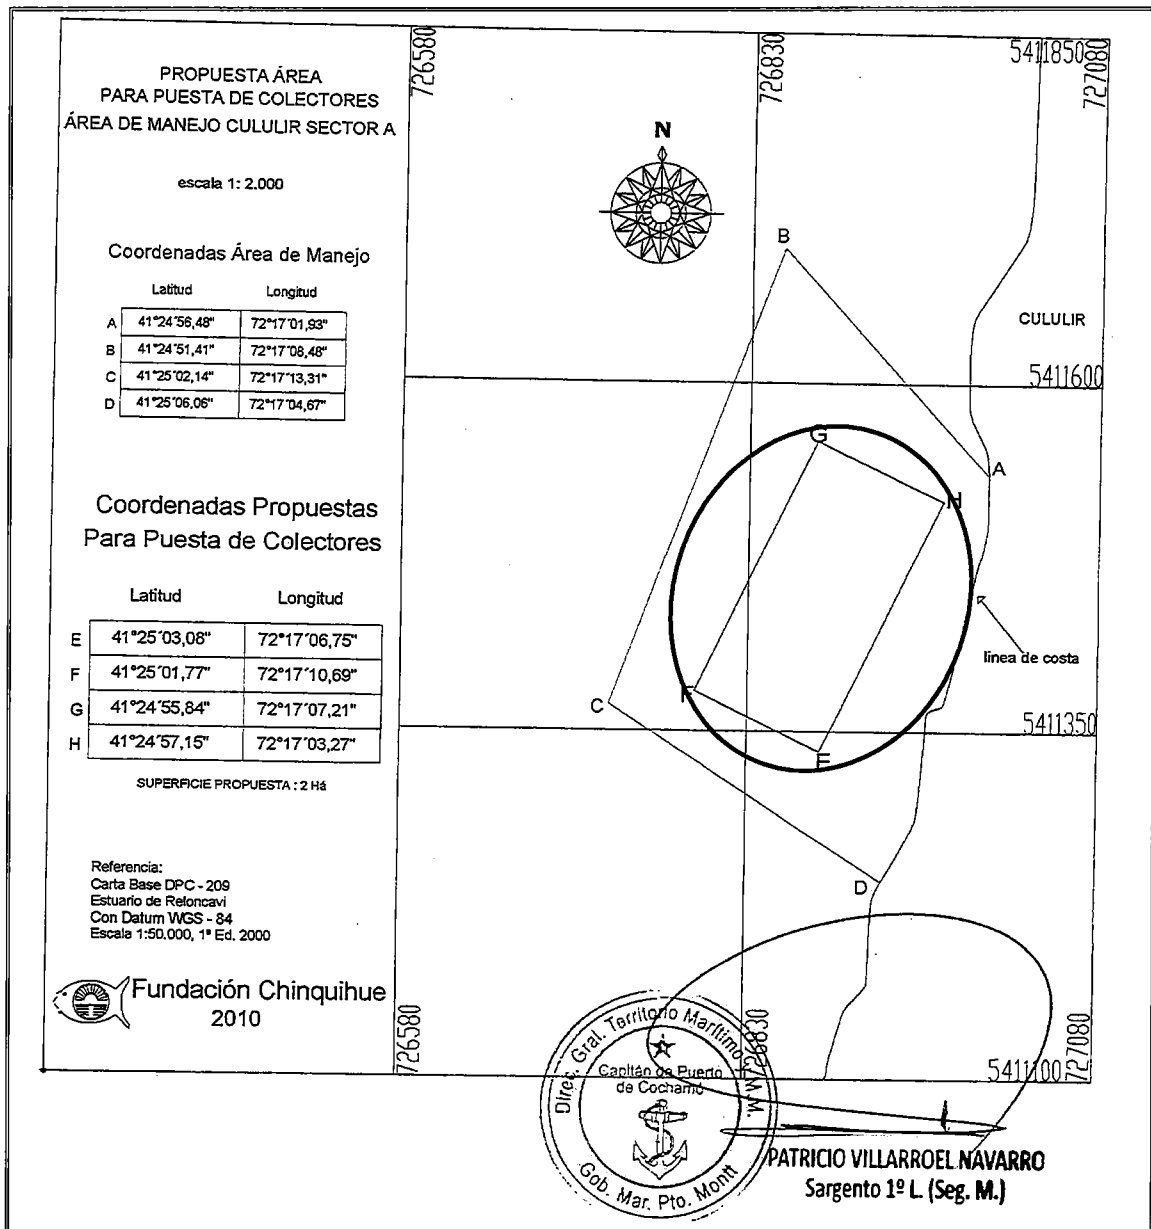 PROPUESTA ÁREA
PARA PUESTA DE COLECTORES
ÁREA DE MANEJO CULULIR SECTOR A
escala 1: 2.000
Coordenadas Área de Manejo
Latitud Longitud
A 41°24´56,48" 72°17´01,93"
B 41°24´51,41" 72°17´08,48"
C 41°25´02,14" 72°17´13,31"
D 41°25´06,06" 72°17´04,67"
Coordenadas Propuestas
Para Puesta de Colectores
Latitud Longitud
E 41°25´03,08" 72°17´06,75"
F 41°25´01,77" 72°17´10,69"
G 41°24´55,84" 72°17´07,21"
H 41°24´57,15" 72°17´03,27"
SUPERFICIE PROPUESTA : 2 Há
Referencia:
Carta Base DPC - 209
Estuario de Reloncavi
Con Datum WGS - 84
Escala 1:50.000, 1ª Ed. 2000
Fundación Chinquihue
2010
726580
726830
727080
5411850
N
B
CULULIR
5411600
G
A
H
linea de costa
F
C
5411350
E
D
726580
726830
727080
5411100
Direc. Gral. Territorio Marítimo y M.M.
Capitán de Puerto
de Cochamó
Gob. Mar. Pto. Montt
PATRICIO VILLARROEL NAVARRO
Sargento 1º L. (Seg. M.)